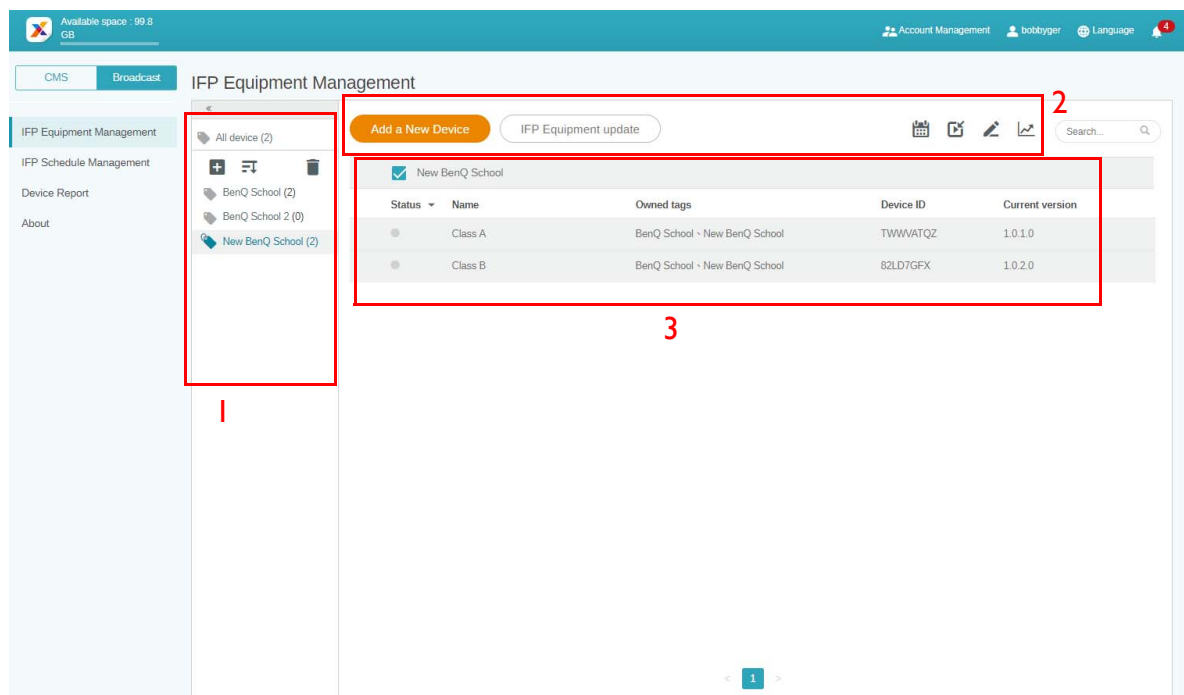 Available space : 99.8
GB
Account Management
bobbyger
Language
4
CMS
Broadcast
IFP Equipment Management
IFP Equipment Management
IFP Schedule Management
Device Report
About
«
All device (2)
BenQ School (2)
BenQ School 2 (0)
New BenQ School (2)
1
2
Add a New Device
IFP Equipment update
Search...
New BenQ School
Status Name Owned tags Device ID Current version
Class A BenQ School、New BenQ School TWWVATQZ 1.0.1.0
Class B BenQ School、New BenQ School 82LD7GFX 1.0.2.0
3
< 1 >